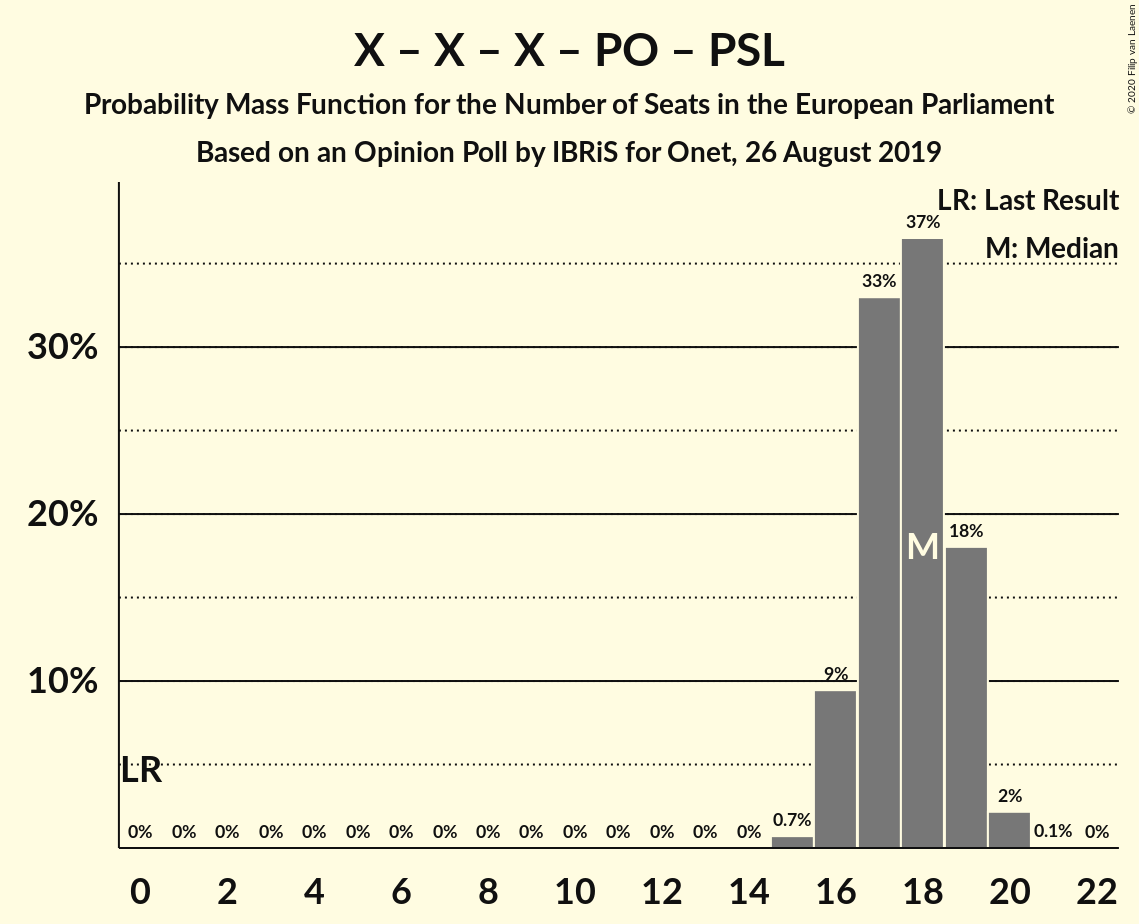 X – X – X – PO – PSL
Probability Mass Function for the Number of Seats in the European Parliament
Based on an Opinion Poll by IBRiS for Onet, 26 August 2019
© 2020 Filip van Laenen
LR: Last Result
M: Median
30%
20%
10%
LR
M
0% 0% 0% 0% 0% 0% 0% 0% 0% 0% 0% 0% 0% 0% 0% 0.7% 9% 33% 37% 18% 2% 0.1% 0%
0 2 4 6 8 10 12 14 16 18 20 22